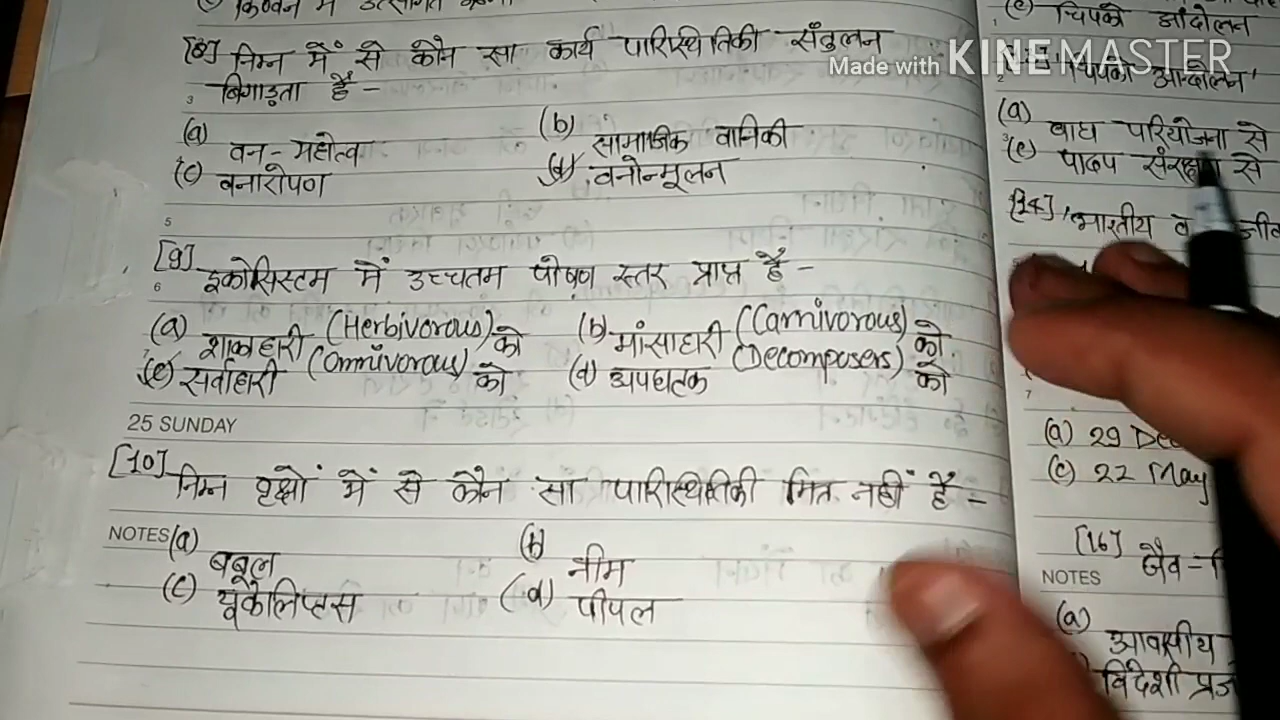 [8] निम्न में से कौन सा कार्य पारिस्थितिकी संतुलन
बिगाड़ता है -
(a) वन-महोत्व (b) सामाजिक वानिकी
(c) वनारोपण (d) वनोन्मूलन
[9] इकोसिस्टम में उच्चतम पोषण स्तर प्राप्त है -
(a) शाकाहारी (Herbivorous) को (b) मांसाहारी (Carnivorous) को
(c) सर्वाहारी (Omnivorous) को (d) अपघटक (Decomposers) को
25 SUNDAY
[10] निम्न वृक्षों में से कौन सा पारिस्थितिकी मित्र नहीं है -
NOTES
(a) बबूल (b) नीम
(c) यूकेलिप्टस (d) पीपल
(c) चिपको आंदोलन
'चिपको आन्दोलन'
(a) बाघ परियोजना से
(c) पादप संरक्षण से
[14] 'भारतीय
(a) 29 Dec
(c) 22 May
[16] जैव-
NOTES
(a) आवासीय
विदेशी
Made with KINEMASTER